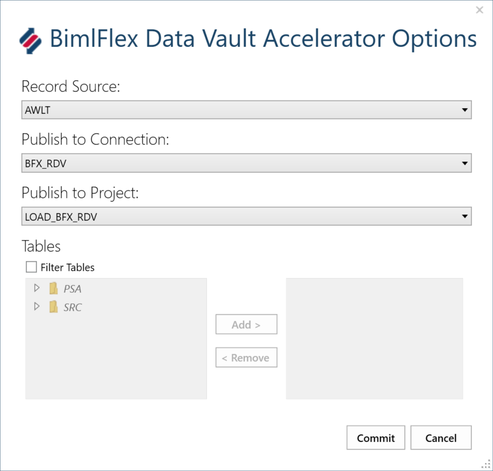 BimlFlex Data Vault Accelerator Options
Record Source:
AWLT
Publish to Connection:
BFX_RDV
Publish to Project:
LOAD_BFX_RDV
Tables
Filter Tables
PSA
SRC
Add >
< Remove
Commit
Cancel